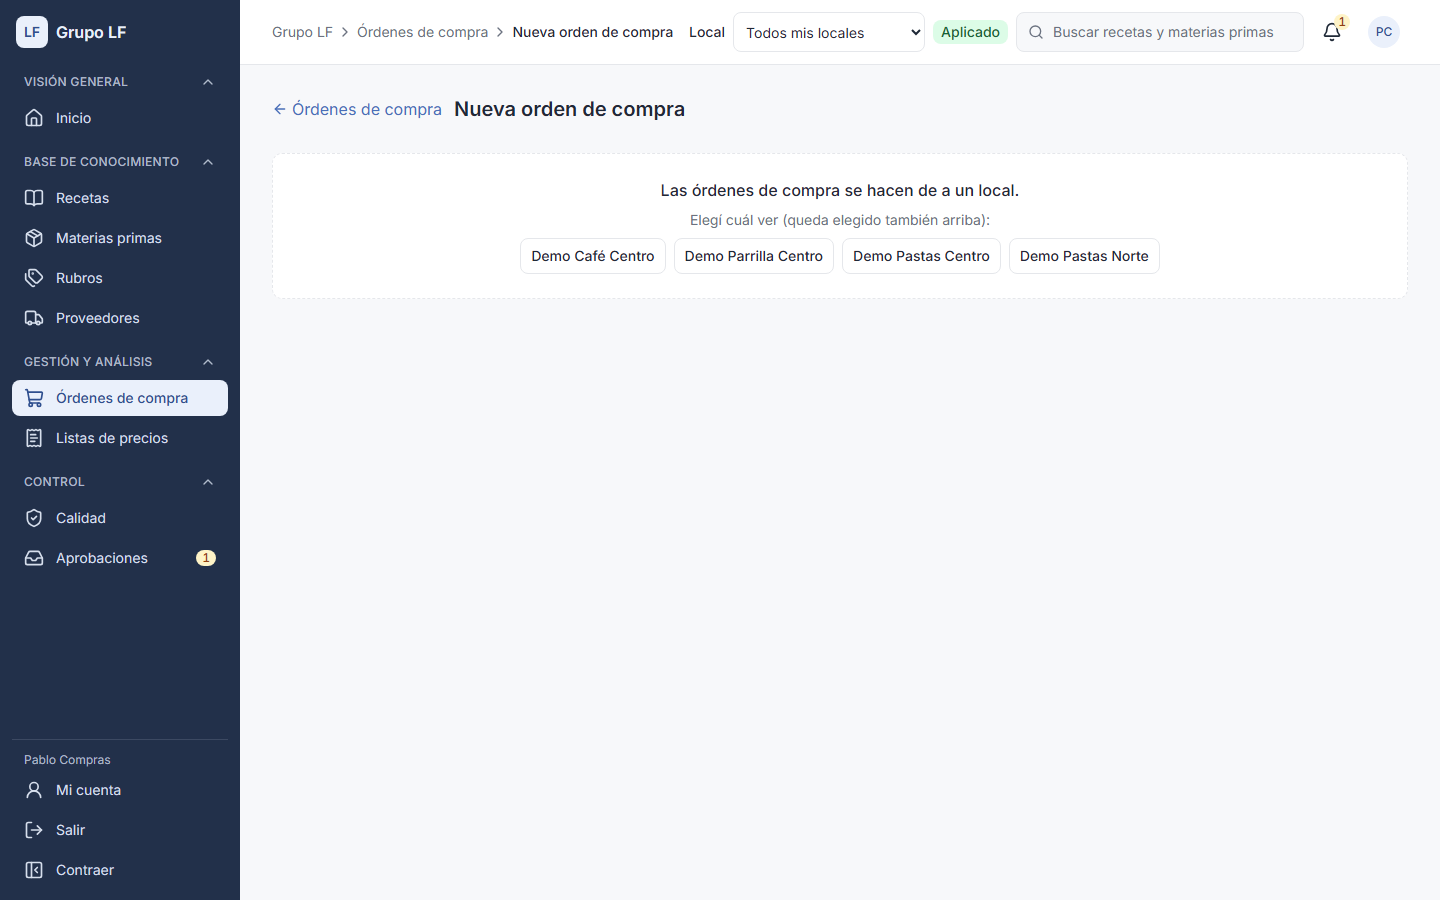 LF Grupo LF
VISIÓN GENERAL
Inicio
BASE DE CONOCIMIENTO
Recetas
Materias primas
Rubros
Proveedores
GESTIÓN Y ANÁLISIS
Órdenes de compra
Listas de precios
CONTROL
Calidad
Aprobaciones 1
Pablo Compras
Mi cuenta
Salir
Contraer
Grupo LF > Órdenes de compra > Nueva orden de compra Local Todos mis locales Aplicado Buscar recetas y materias primas 1 PC
← Órdenes de compra Nueva orden de compra
Las órdenes de compra se hacen de a un local.
Elegí cuál ver (queda elegido también arriba):
Demo Café Centro Demo Parrilla Centro Demo Pastas Centro Demo Pastas Norte